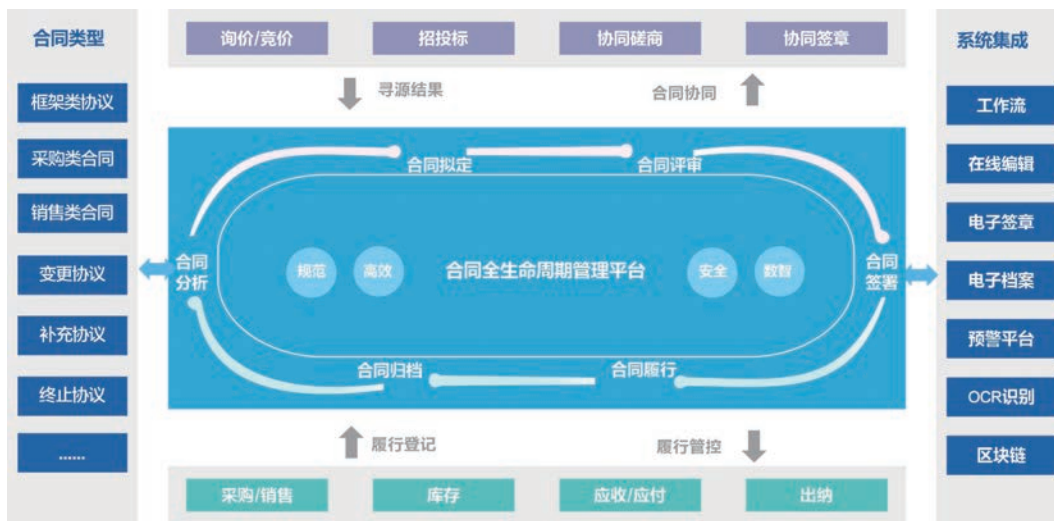 合同类型
框架类协议
采购类合同
销售类合同
变更协议
补充协议
终止协议
......
询价/竞价
招投标
协同磋商
协同签章
寻源结果
合同协同
合同拟定
合同评审
合同
分析
规范
高效
合同全生命周期管理平台
安全
数智
合同
签署
合同归档
合同履行
履行登记
履行管控
采购/销售
库存
应收/应付
出纳
系统集成
工作流
在线编辑
电子签章
电子档案
预警平台
OCR识别
区块链